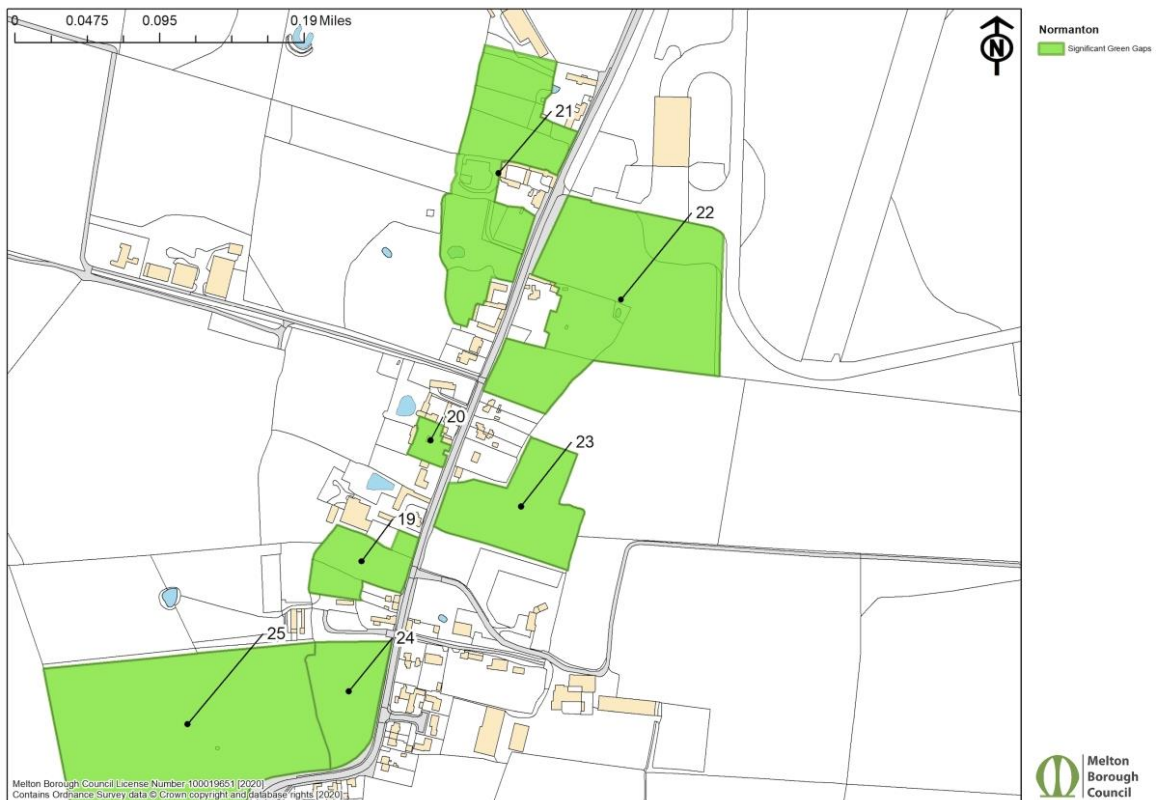 0 0.0475 0.095 0.19 Miles
N
Normanton
Significant Green Gaps
21
22
20
23
19
25
24
Melton Borough Council License Number 100019651 [2020]
Contains Ordnance Survey data © Crown copyright and database rights [2020]
Melton
Borough
Council